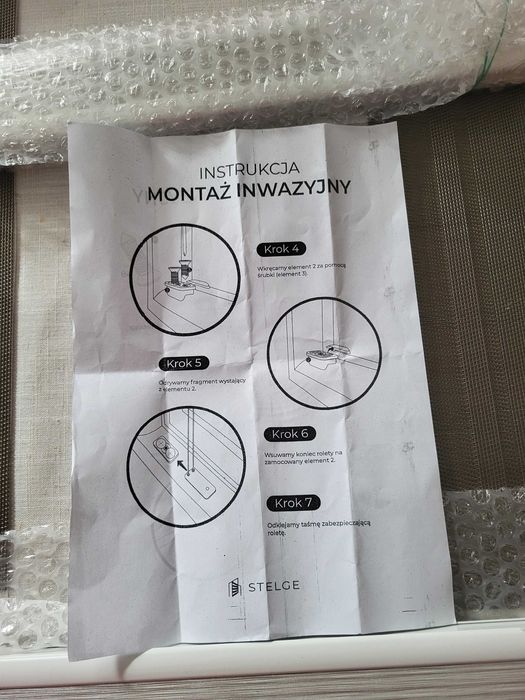 INSTRUKCJA
MONTAŻ INWAZYJNY
Krok 4
Wkręcamy element 2 za pomocą
śrubki (element 3).
Krok 5
Odrywamy fragment wystający
z elementu 2.
Krok 6
Wsuwamy koniec rolety na
zamocowany element 2.
Krok 7
Odklejamy taśmę zabezpieczającą
roletę.
STELGE